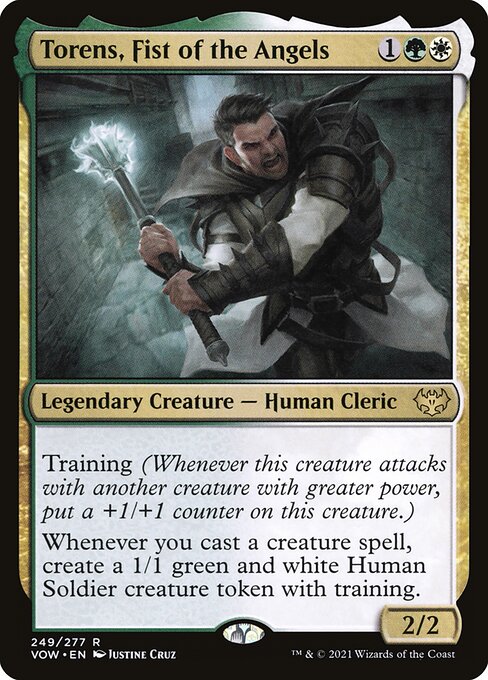 Torens, Fist of the Angels 1
Legendary Creature — Human Cleric
Training (Whenever this creature attacks
with another creature with greater power,
put a +1/+1 counter on this creature.)
Whenever you cast a creature spell,
create a 1/1 green and white Human
Soldier creature token with training.
2/2
249/277 R
VOW • EN Justine Cruz
™ & © 2021 Wizards of the Coast